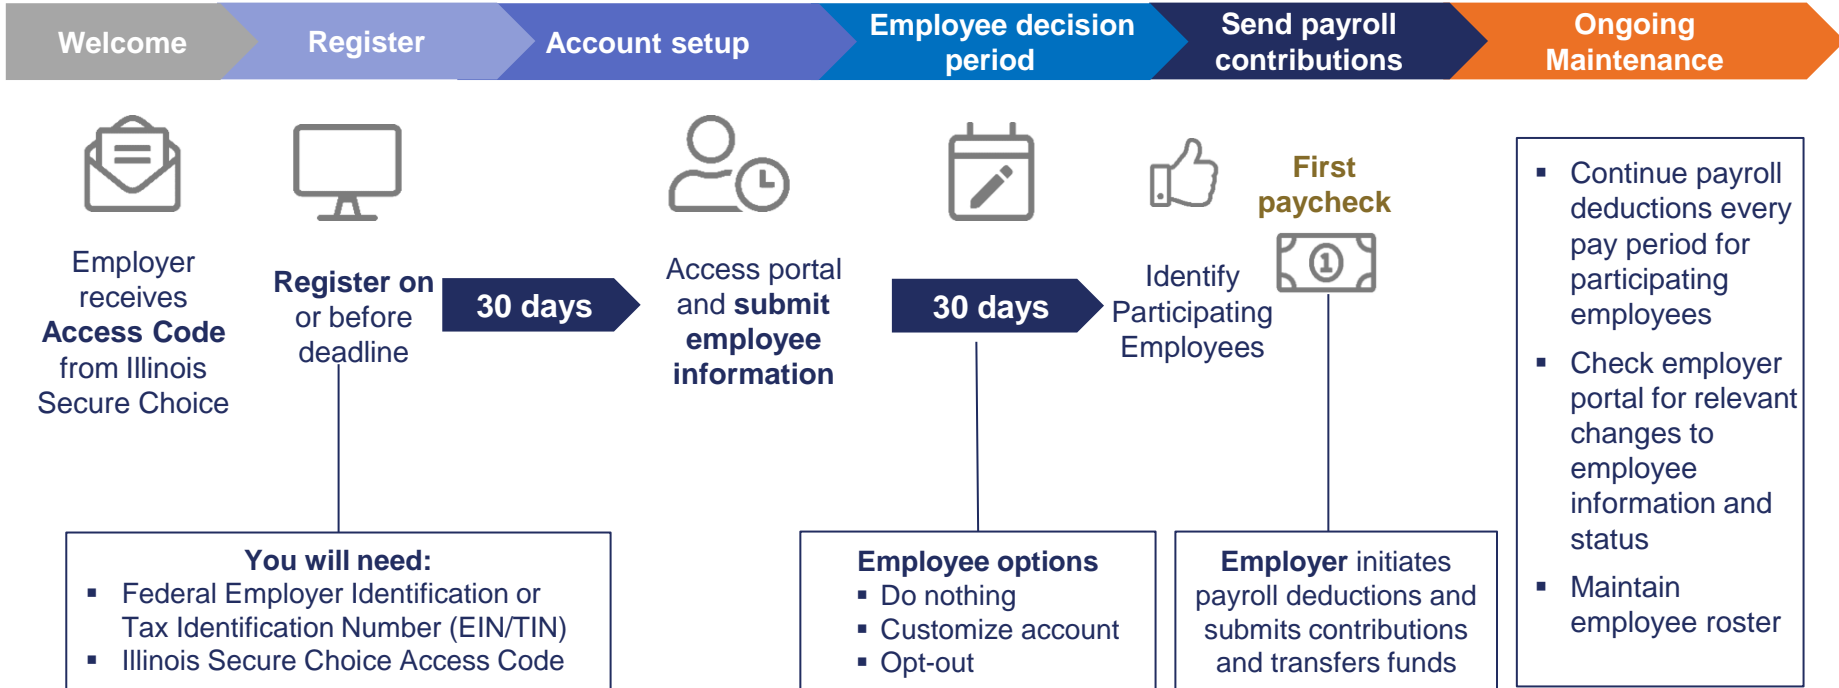 Welcome
Register
Account setup
Employee decision
period
Send payroll
contributions
Ongoing
Maintenance
Employer
receives
Access Code
from Illinois
Secure Choice
Register on
or before
deadline
30 days
Access portal
and submit
employee
information
30 days
Identify
Participating
Employees
First
paycheck
1
You will need:
▪ Federal Employer Identification or
Tax Identification Number (EIN/TIN)
▪ Illinois Secure Choice Access Code
Employee options
▪ Do nothing
▪ Customize account
▪ Opt-out
Employer initiates
payroll deductions and
submits contributions
and transfers funds
▪ Continue payroll
deductions every
pay period for
participating
employees
▪ Check employer
portal for relevant
changes to
employee
information and
status
▪ Maintain
employee roster